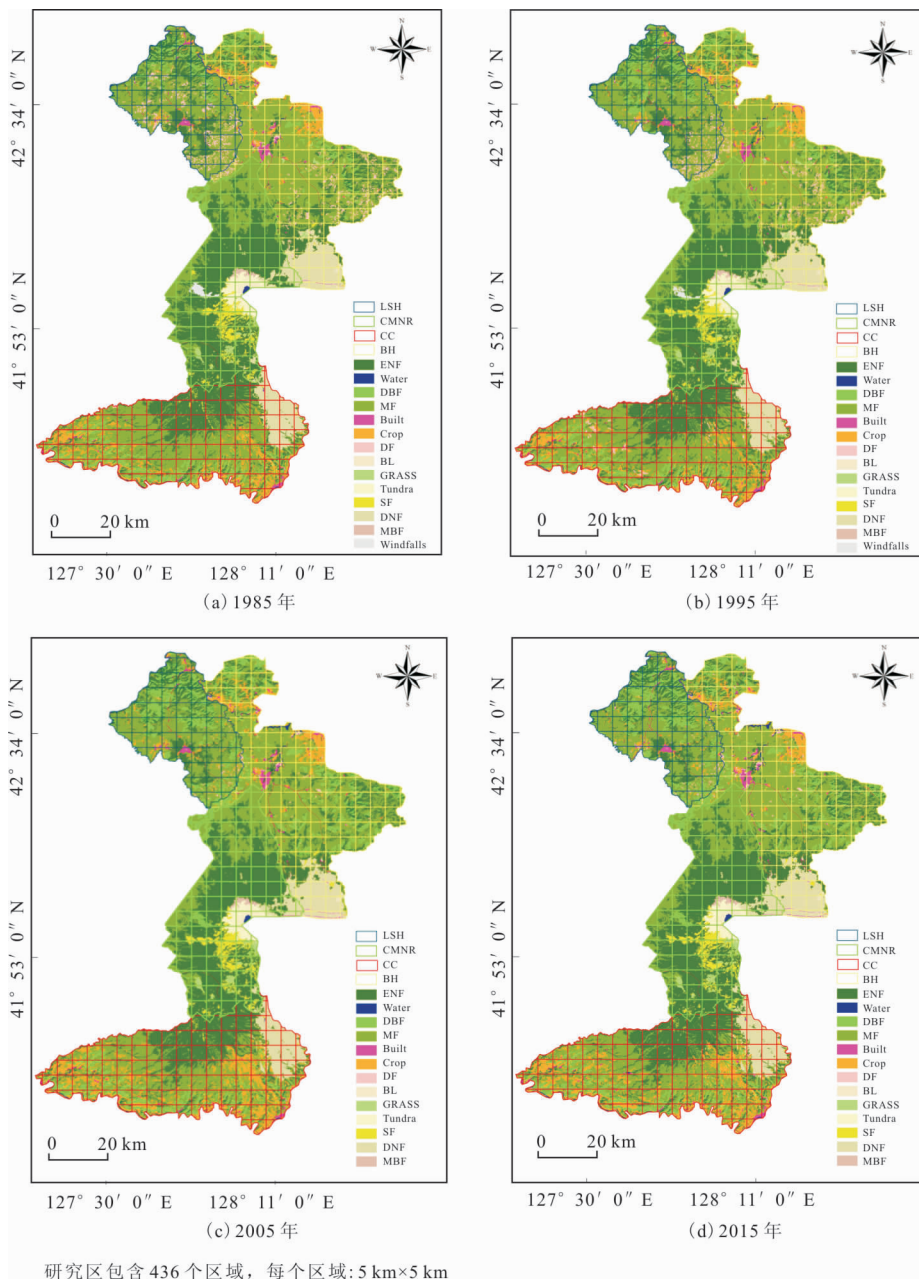 N
W E
S
42° 34′ 0″ N
41° 53′ 0″ N
LSH
CMNR
CC
BH
ENF
Water
DBF
MF
Built
Crop
DF
BL
GRASS
Tundra
SF
DNF
MBF
Windfalls
0 20 km
127° 30′ 0″ E 128° 11′ 0″ E
(a) 1985 年
N
W E
S
42° 34′ 0″ N
41° 53′ 0″ N
LSH
CMNR
CC
BH
ENF
Water
DBF
MF
Built
Crop
DF
BL
GRASS
Tundra
SF
DNF
MBF
Windfalls
0 20 km
127° 30′ 0″ E 128° 11′ 0″ E
(b) 1995 年
N
W E
S
42° 34′ 0″ N
41° 53′ 0″ N
LSH
CMNR
CC
BH
ENF
Water
DBF
MF
Built
Crop
DF
BL
GRASS
Tundra
SF
DNF
MBF
0 20 km
127° 30′ 0″ E 128° 11′ 0″ E
(c) 2005 年
N
W E
S
42° 34′ 0″ N
41° 53′ 0″ N
LSH
CMNR
CC
BH
ENF
Water
DBF
MF
Built
Crop
DF
BL
GRASS
Tundra
SF
DNF
MBF
0 20 km
127° 30′ 0″ E 128° 11′ 0″ E
(d) 2015 年
研究区包含 436 个区域，每个区域: 5 km×5 km